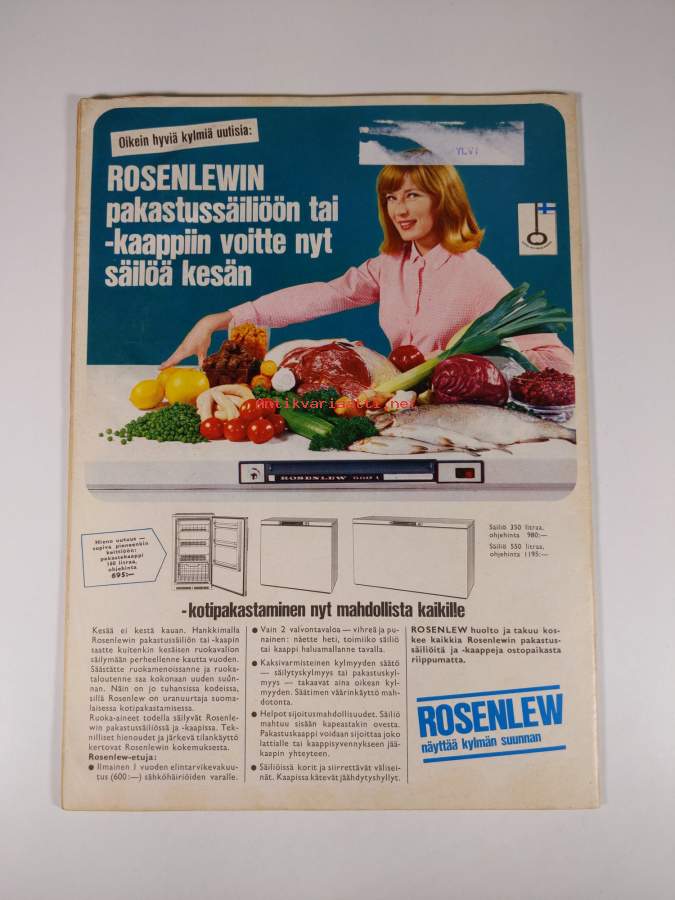 Oikein hyviä kylmiä uutisia:
YLVI
ROSENLEWIN
pakastussäiliöön tai
-kaappiin voitte nyt
säilöä kesän
antikvariaatti.net
ROSENLEW
Hieno uutuus —
sopiva pieneenkin
keittiöön:
pakastekaappi
180 litraa,
ohjehinta
695:—
Säiliö 350 litraa,
ohjehinta 980:—
Säiliö 550 litraa,
ohjehinta 1195:—
-kotipakastaminen nyt mahdollista kaikille
Kesää ei kestä kauan. Hankkimalla
Rosenlewin pakastussäiliön tai -kaapin
saatte kuitenkin kesäisen ruokavalion
säilymään perheellenne kautta vuoden.
Säästätte ruokamenoissanne ja ruoka-
taloutenne saa kokonaan uuden suun-
nan. Näin on jo tuhansissa kodeissa,
sillä Rosenlew on uranuurtaja suoma-
laisessa kotipakastamisessa.
Ruoka-aineet todella säilyvät Rosenle-
win pakastussäiliössä ja -kaapissa. Tek-
nilliset hienoudet ja järkevä tilankäyttö
kertovat Rosenlewin kokemuksesta.
Rosenlew-etuja:
● Ilmainen 1 vuoden elintarvikevakuu-
tus (600:—) sähköhäiriöiden varalle.
● Vain 2 valvontavaloa — vihreä ja pu-
nainen: näette heti, toimiiko säiliö
tai kaappi haluamallanne tavalla.
● Kaksivarmisteinen kylmyyden säätö
— säilytyskylmyys tai pakastuskyl-
myys — takaavat aina oikean kyl-
myyden. Säätimen väärinkäyttö mah-
dotonta.
● Helpot sijoitusmahdollisuudet. Säiliö
mahtuu sisään kapeastakin ovesta.
Pakastuskaappi voidaan sijoittaa joko
lattialle tai kaappisyvennykseen jää-
kaapin yhteyteen.
● Säiliöissä korit ja siirrettävät välisei-
nät. Kaapissa kätevät jäähdytyshyllyt.
ROSENLEW huolto ja takuu kos-
kee kaikkia Rosenlewin pakastus-
säiliöitä ja -kaappeja ostopaikasta
riippumatta.
ROSENLEW
näyttää kylmän suunnan